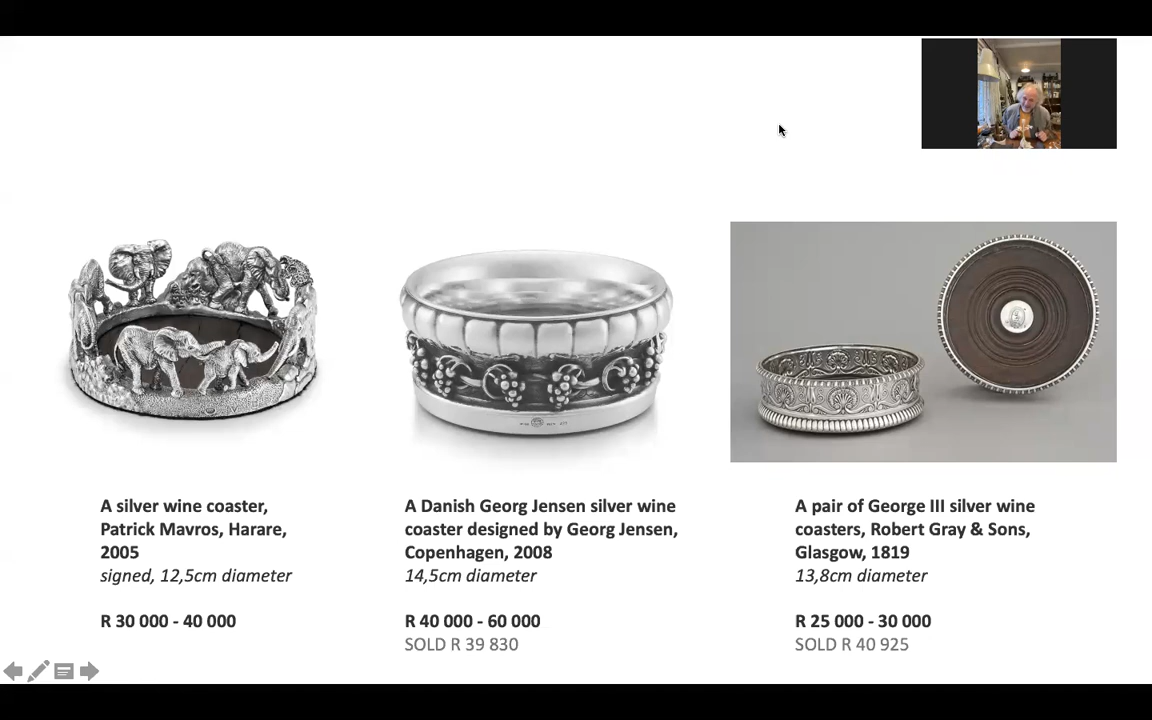 A silver wine coaster,
Patrick Mavros, Harare,
2005
signed, 12,5cm diameter
R 30 000 - 40 000
A Danish Georg Jensen silver wine
coaster designed by Georg Jensen,
Copenhagen, 2008
14,5cm diameter
R 40 000 - 60 000
SOLD R 39 830
A pair of George III silver wine
coasters, Robert Gray & Sons,
Glasgow, 1819
13,8cm diameter
R 25 000 - 30 000
SOLD R 40 925